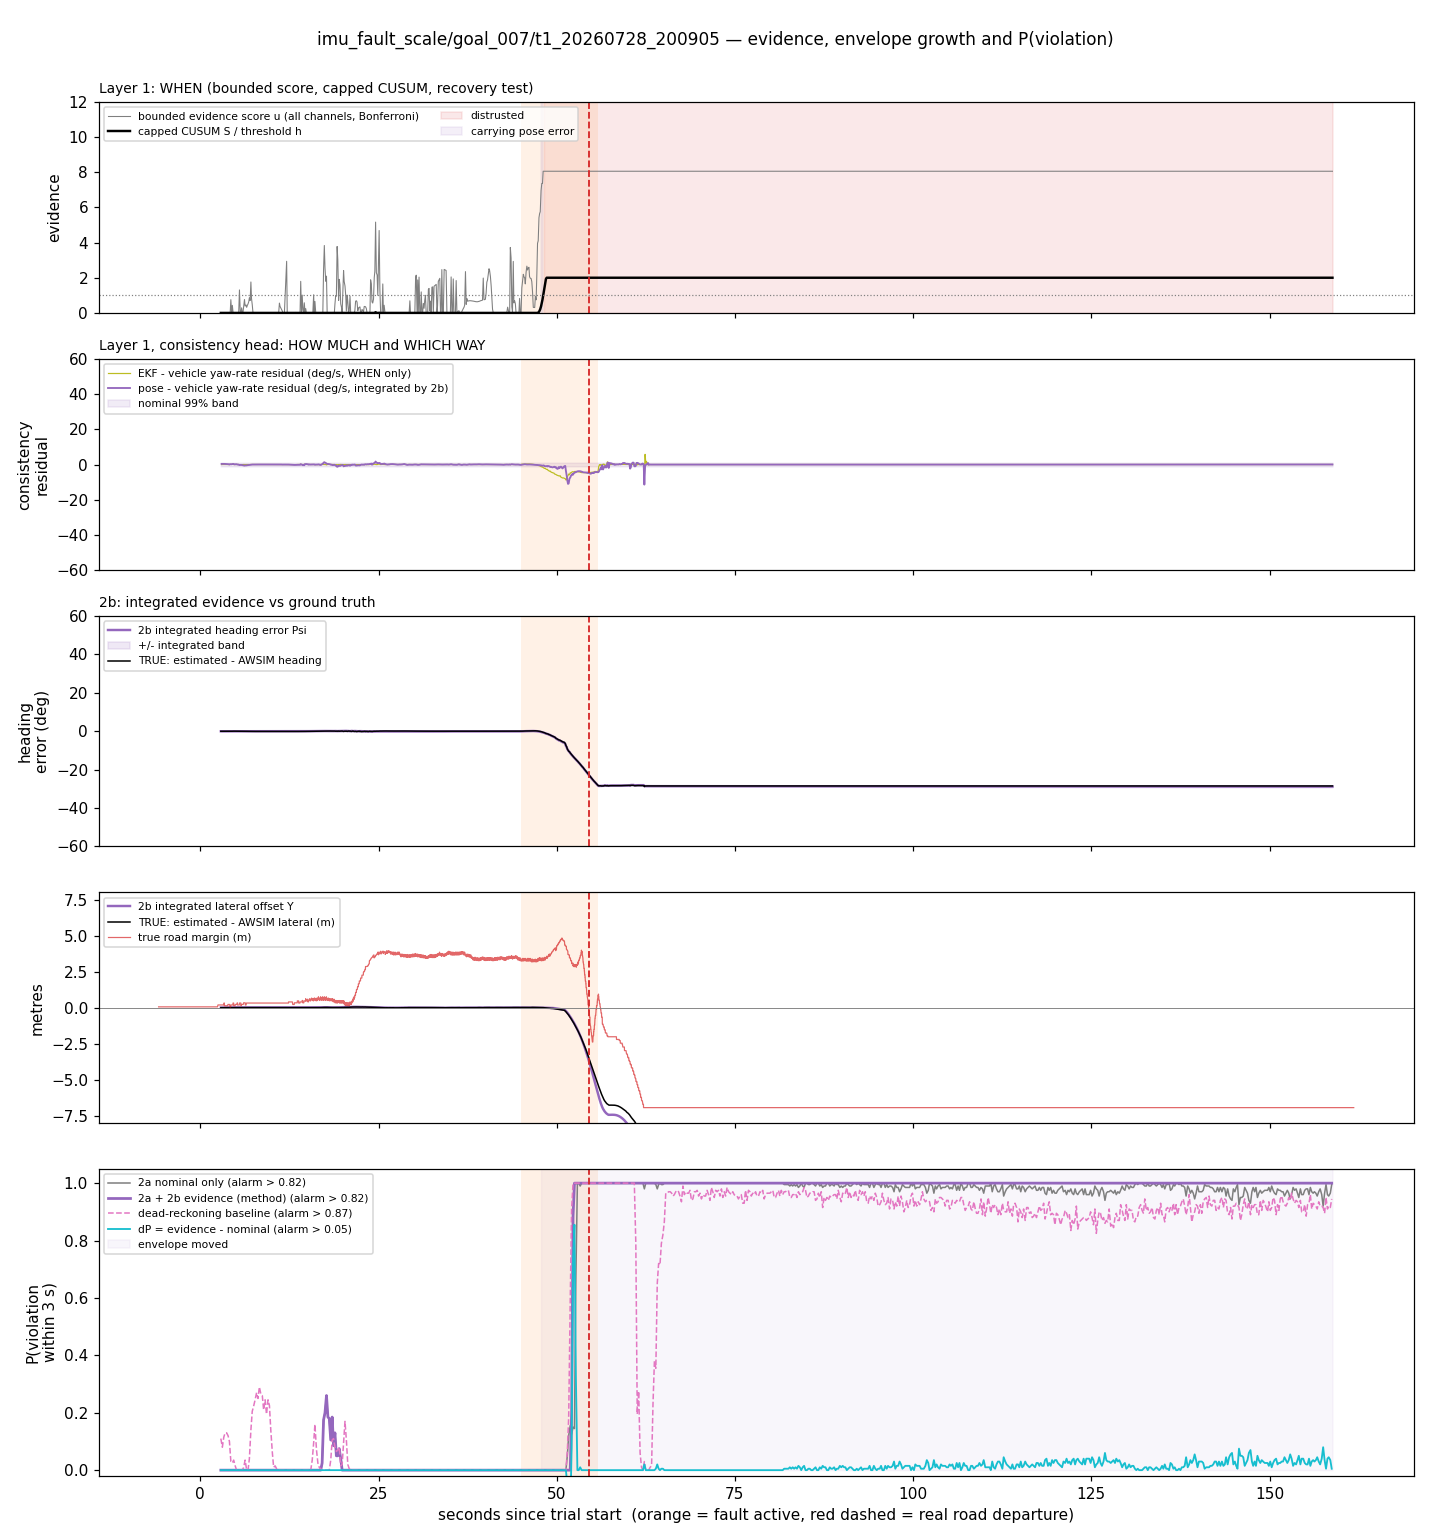 imu_fault_scale/goal_007/t1_20260728_200905 — evidence, envelope growth and P(violation)
Layer 1: WHEN (bounded score, capped CUSUM, recovery test)
bounded evidence score u (all channels, Bonferroni)
capped CUSUM S / threshold h
distrusted
carrying pose error
evidence
12
10
8
6
4
2
0
Layer 1, consistency head: HOW MUCH and WHICH WAY
EKF - vehicle yaw-rate residual (deg/s, WHEN only)
pose - vehicle yaw-rate residual (deg/s, integrated by 2b)
nominal 99% band
consistency
residual
60
40
20
0
−20
−40
−60
2b: integrated evidence vs ground truth
2b integrated heading error Psi
+/- integrated band
TRUE: estimated - AWSIM heading
heading
error (deg)
60
40
20
0
−20
−40
−60
2b integrated lateral offset Y
TRUE: estimated - AWSIM lateral (m)
true road margin (m)
metres
7.5
5.0
2.5
0.0
−2.5
−5.0
−7.5
2a nominal only (alarm > 0.82)
2a + 2b evidence (method) (alarm > 0.82)
dead-reckoning baseline (alarm > 0.87)
dP = evidence - nominal (alarm > 0.05)
envelope moved
P(violation
within 3 s)
1.0
0.8
0.6
0.4
0.2
0.0
0 25 50 75 100 125 150
seconds since trial start  (orange = fault active, red dashed = real road departure)